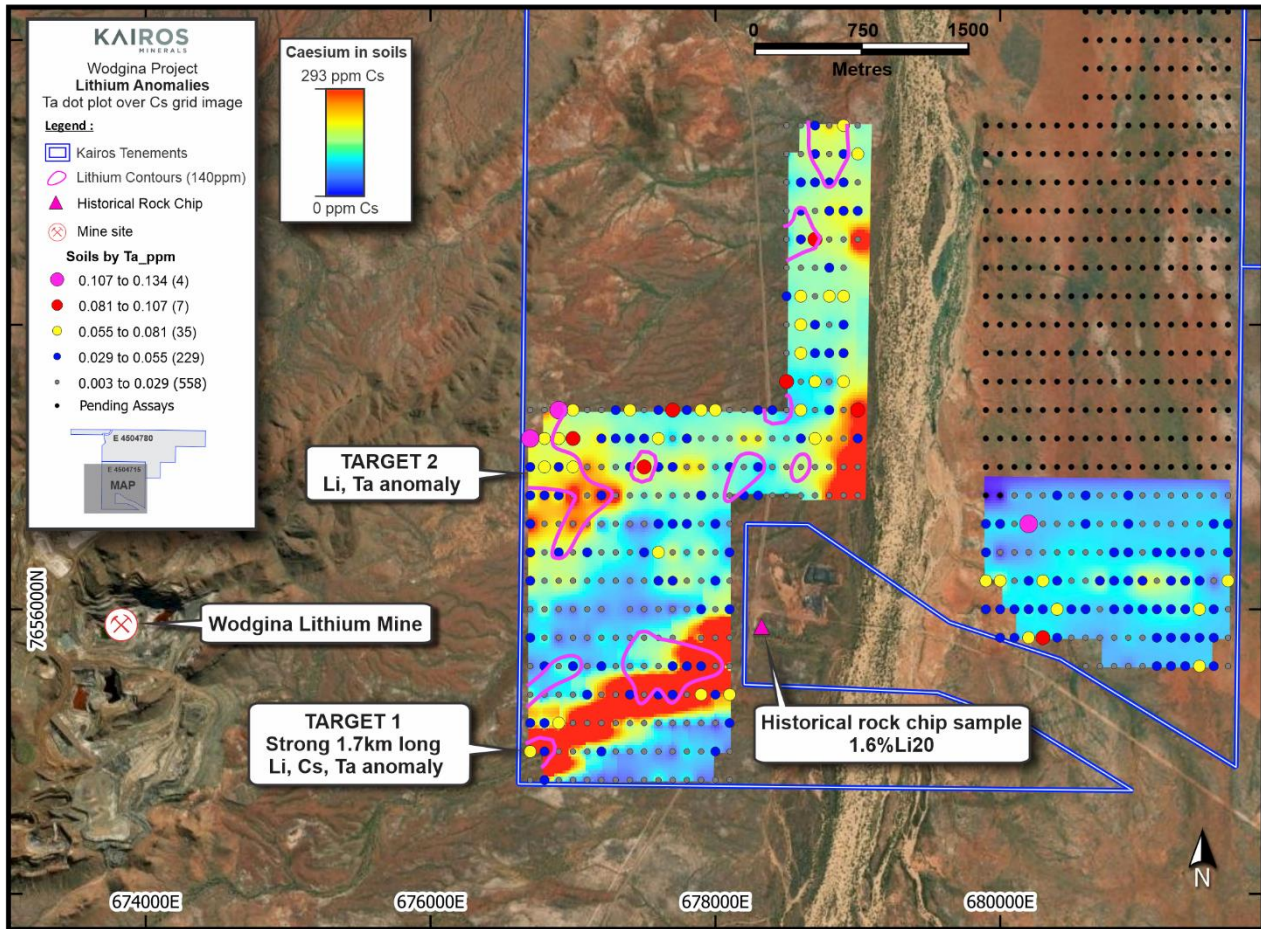 KAIROS
MINERALS
Wodgina Project
Lithium Anomalies
Ta dot plot over Cs grid image
Legend :
Kairos Tenements
Lithium Contours (140ppm)
Historical Rock Chip
Mine site
Soils by Ta_ppm
0.107 to 0.134 (4)
0.081 to 0.107 (7)
0.055 to 0.081 (35)
0.029 to 0.055 (229)
0.003 to 0.029 (558)
Pending Assays
E 4504780
E 4504715
MAP
Caesium in soils
293 ppm Cs
0 ppm Cs
0 750 1500
Metres
TARGET 2
Li, Ta anomaly
Wodgina Lithium Mine
TARGET 1
Strong 1.7km long
Li, Cs, Ta anomaly
Historical rock chip sample
1.6%Li20
7656000N
674000E 676000E 678000E 680000E
N